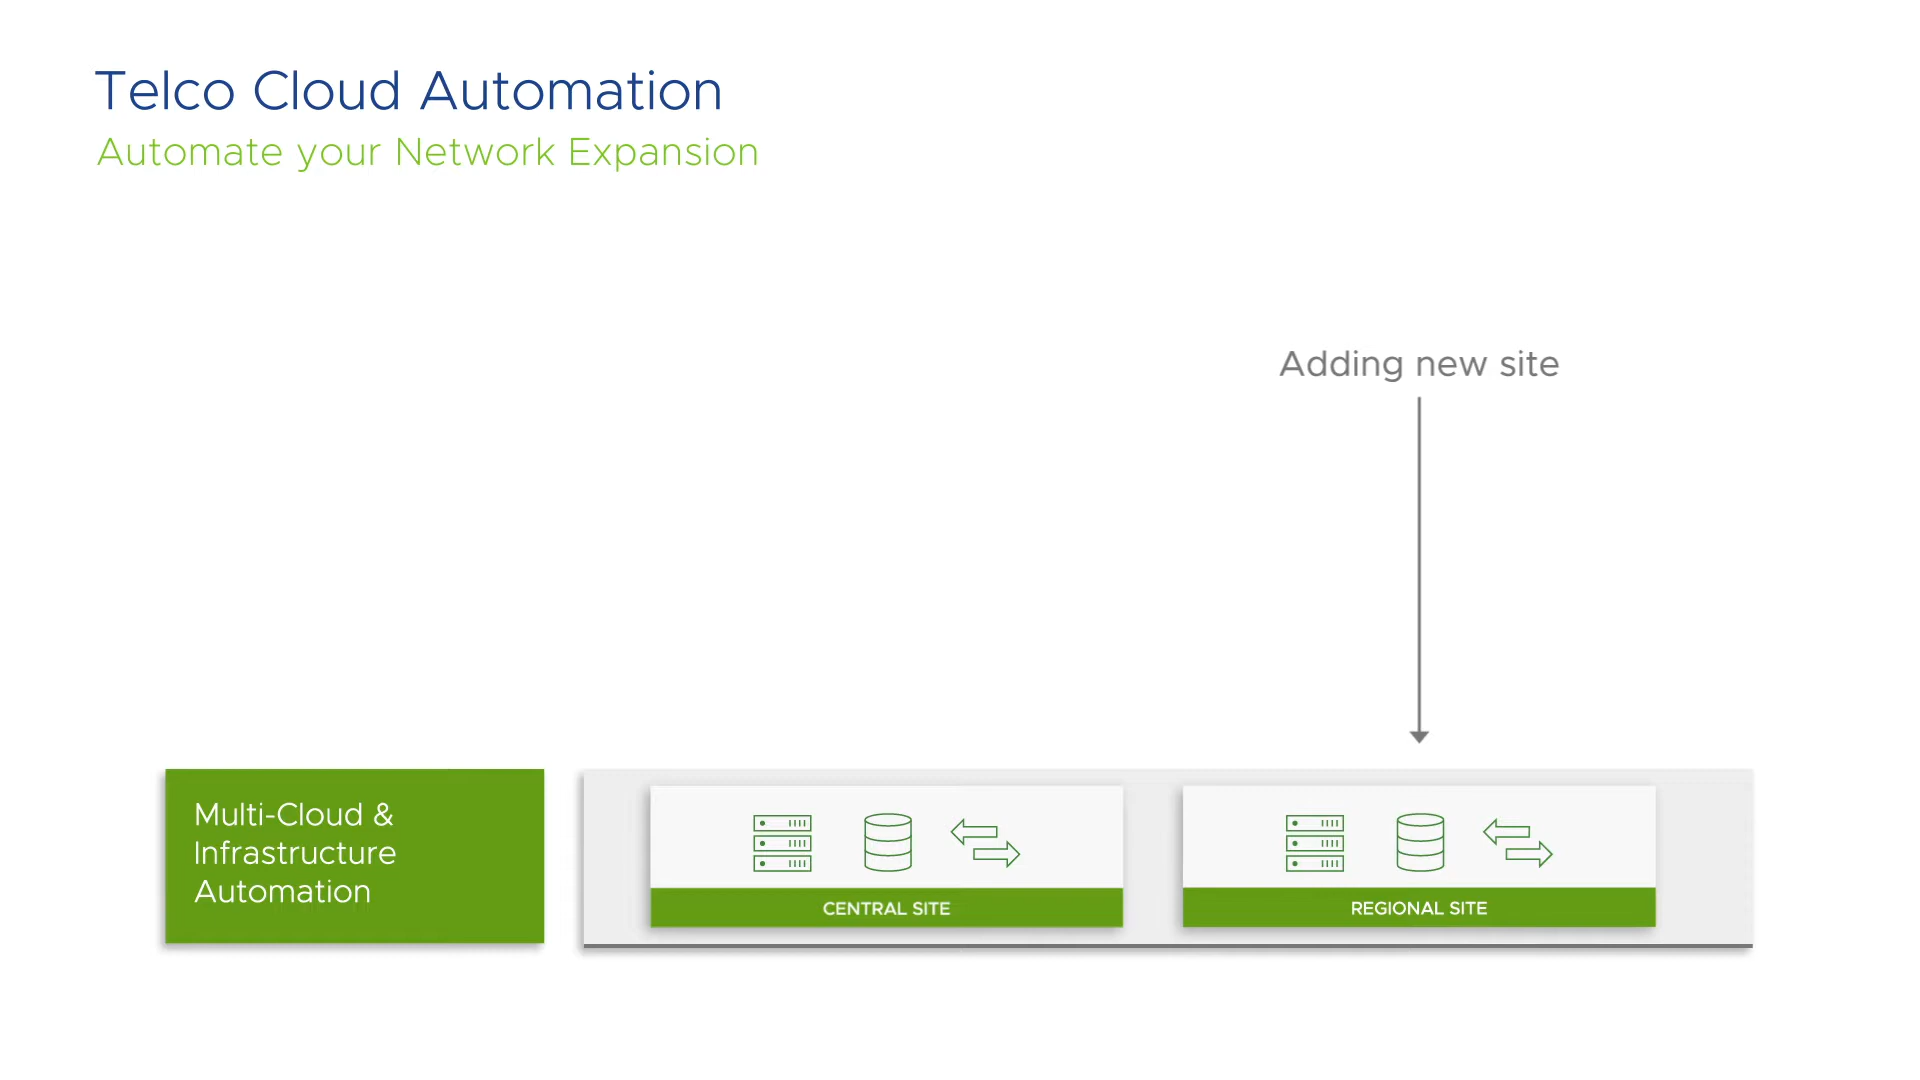 Telco Cloud Automation
Automate your Network Expansion
Adding new site
Multi-Cloud &
Infrastructure
Automation
CENTRAL SITE
REGIONAL SITE